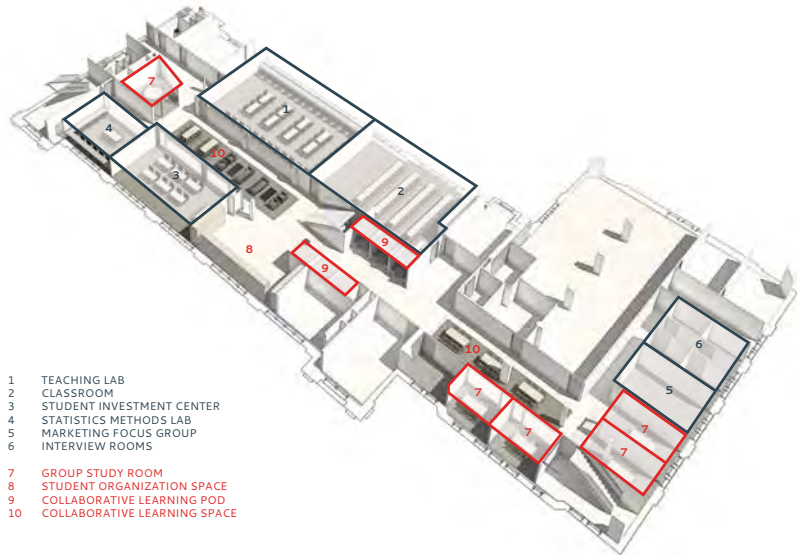 7
1
4
10
3
2
8
9
9
6
10
5
7
7
7
7
1 TEACHING LAB
2 CLASSROOM
3 STUDENT INVESTMENT CENTER
4 STATISTICS METHODS LAB
5 MARKETING FOCUS GROUP
6 INTERVIEW ROOMS
7 GROUP STUDY ROOM
8 STUDENT ORGANIZATION SPACE
9 COLLABORATIVE LEARNING POD
10 COLLABORATIVE LEARNING SPACE